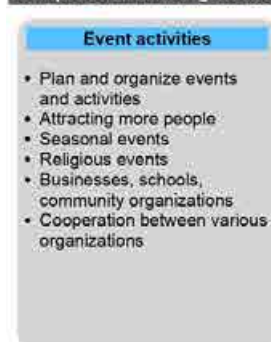 Event activities
• Plan and organize events
and activities
• Attracting more people
• Seasonal events
• Religious events
• Businesses, schools,
community organizations
• Cooperation between various
organizations